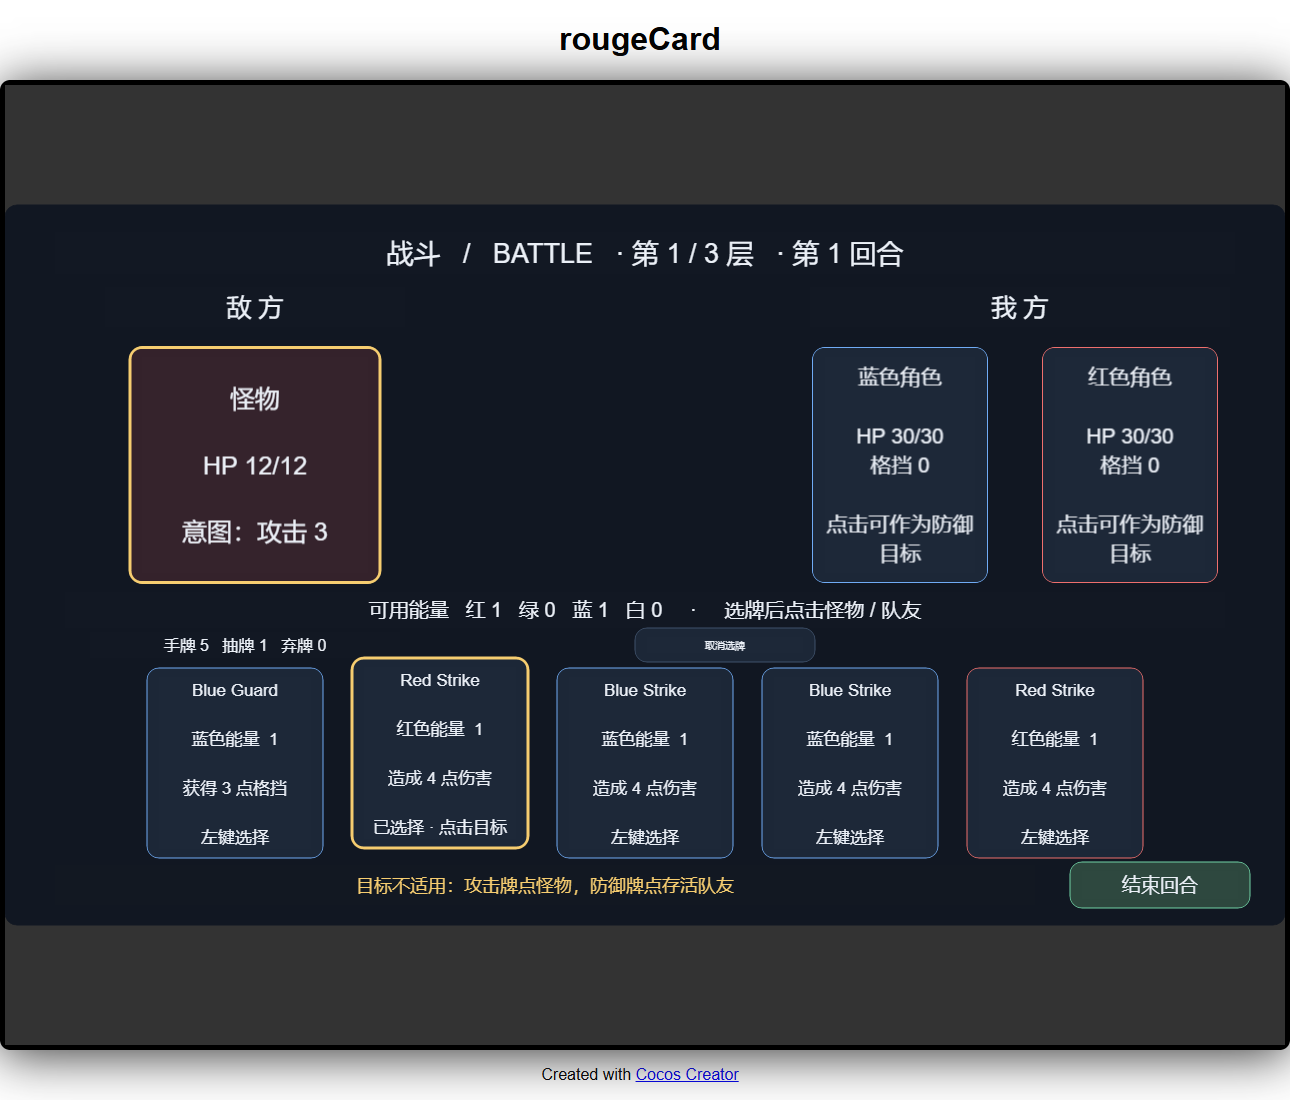 rougeCard
战斗 / BATTLE · 第 1 / 3 层 · 第 1 回合
敌 方
我 方
怪物
HP 12/12
意图：攻击 3
蓝色角色
HP 30/30
格挡 0
点击可作为防御
目标
红色角色
HP 30/30
格挡 0
点击可作为防御
目标
可用能量 红 1 绿 0 蓝 1 白 0 · 选牌后点击怪物 / 队友
手牌 5 抽牌 1 弃牌 0
取消选牌
Blue Guard
蓝色能量 1
获得 3 点格挡
左键选择
Red Strike
红色能量 1
造成 4 点伤害
已选择 · 点击目标
Blue Strike
蓝色能量 1
造成 4 点伤害
左键选择
Blue Strike
蓝色能量 1
造成 4 点伤害
左键选择
Red Strike
红色能量 1
造成 4 点伤害
左键选择
目标不适用：攻击牌点怪物，防御牌点存活队友
结束回合
Created with Cocos Creator